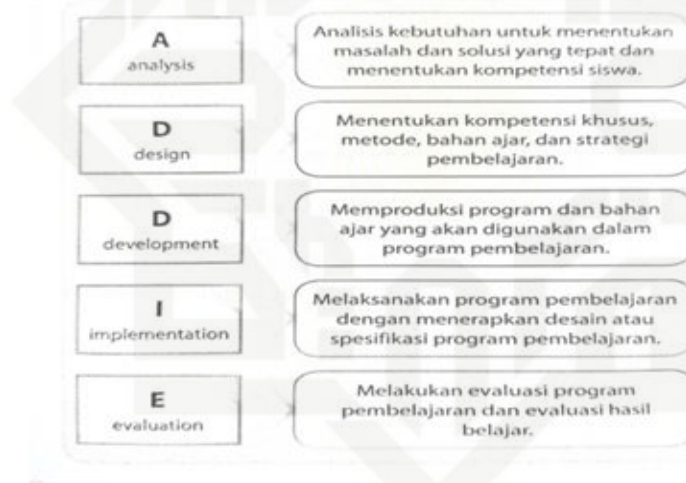 A
analysis
Analisis kebutuhan untuk menentukan
masalah dan solusi yang tepat dan
menentukan kompetensi siswa.
D
design
Menentukan kompetensi khusus,
metode, bahan ajar, dan strategi
pembelajaran.
D
development
Memproduksi program dan bahan
ajar yang akan digunakan dalam
program pembelajaran.
I
implementation
Melaksanakan program pembelajaran
dengan menerapkan desain atau
spesifikasi program pembelajaran.
E
evaluation
Melakukan evaluasi program
pembelajaran dan evaluasi hasil
belajar.